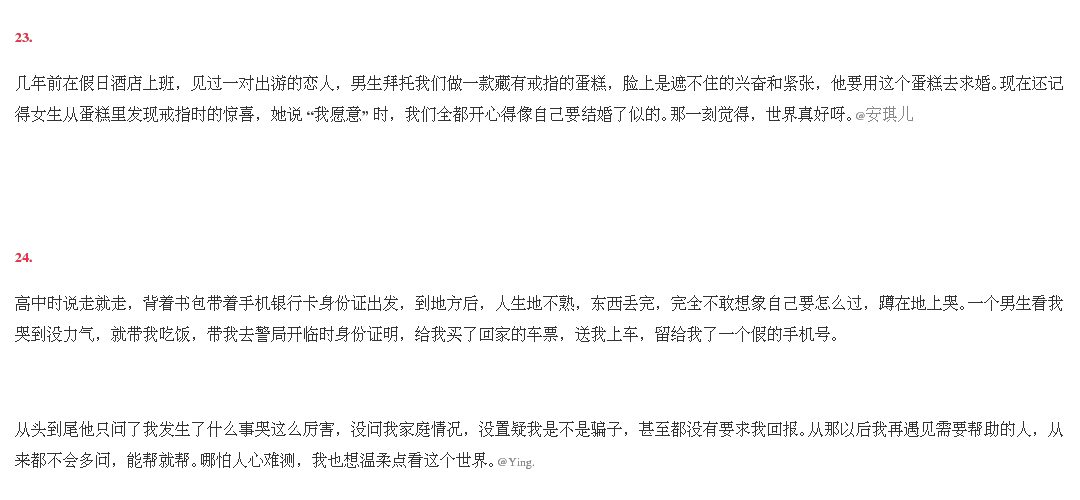 23.
几年前在假日酒店上班，见过一对出游的恋人，男生拜托我们做一款藏有戒指的蛋糕，脸上是遮不住的兴奋和紧张，他要用这个蛋糕去求婚。现在还记
得女生从蛋糕里发现戒指时的惊喜，她说“我愿意”时，我们全都开心得像自己要结婚了似的。那一刻觉得，世界真好呀。@安琪儿
24.
高中时说走就走，背着书包带着手机银行卡身份证出发，到地方后，人生地不熟，东西丢完，完全不敢想象自己要怎么过，蹲在地上哭。一个男生看我
哭到没力气，就带我吃饭，带我去警局开临时身份证明，给我买了回家的车票，送我上车，留给我了一个假的手机号。
从头到尾他只问了我发生了什么事哭这么厉害，没问我家庭情况，没置疑我是不是骗子，甚至都没有要求我回报。从那以后我再遇见需要帮助的人，从
来都不会多问，能帮就帮。哪怕人心难测，我也想温柔点看这个世界。@Ying.